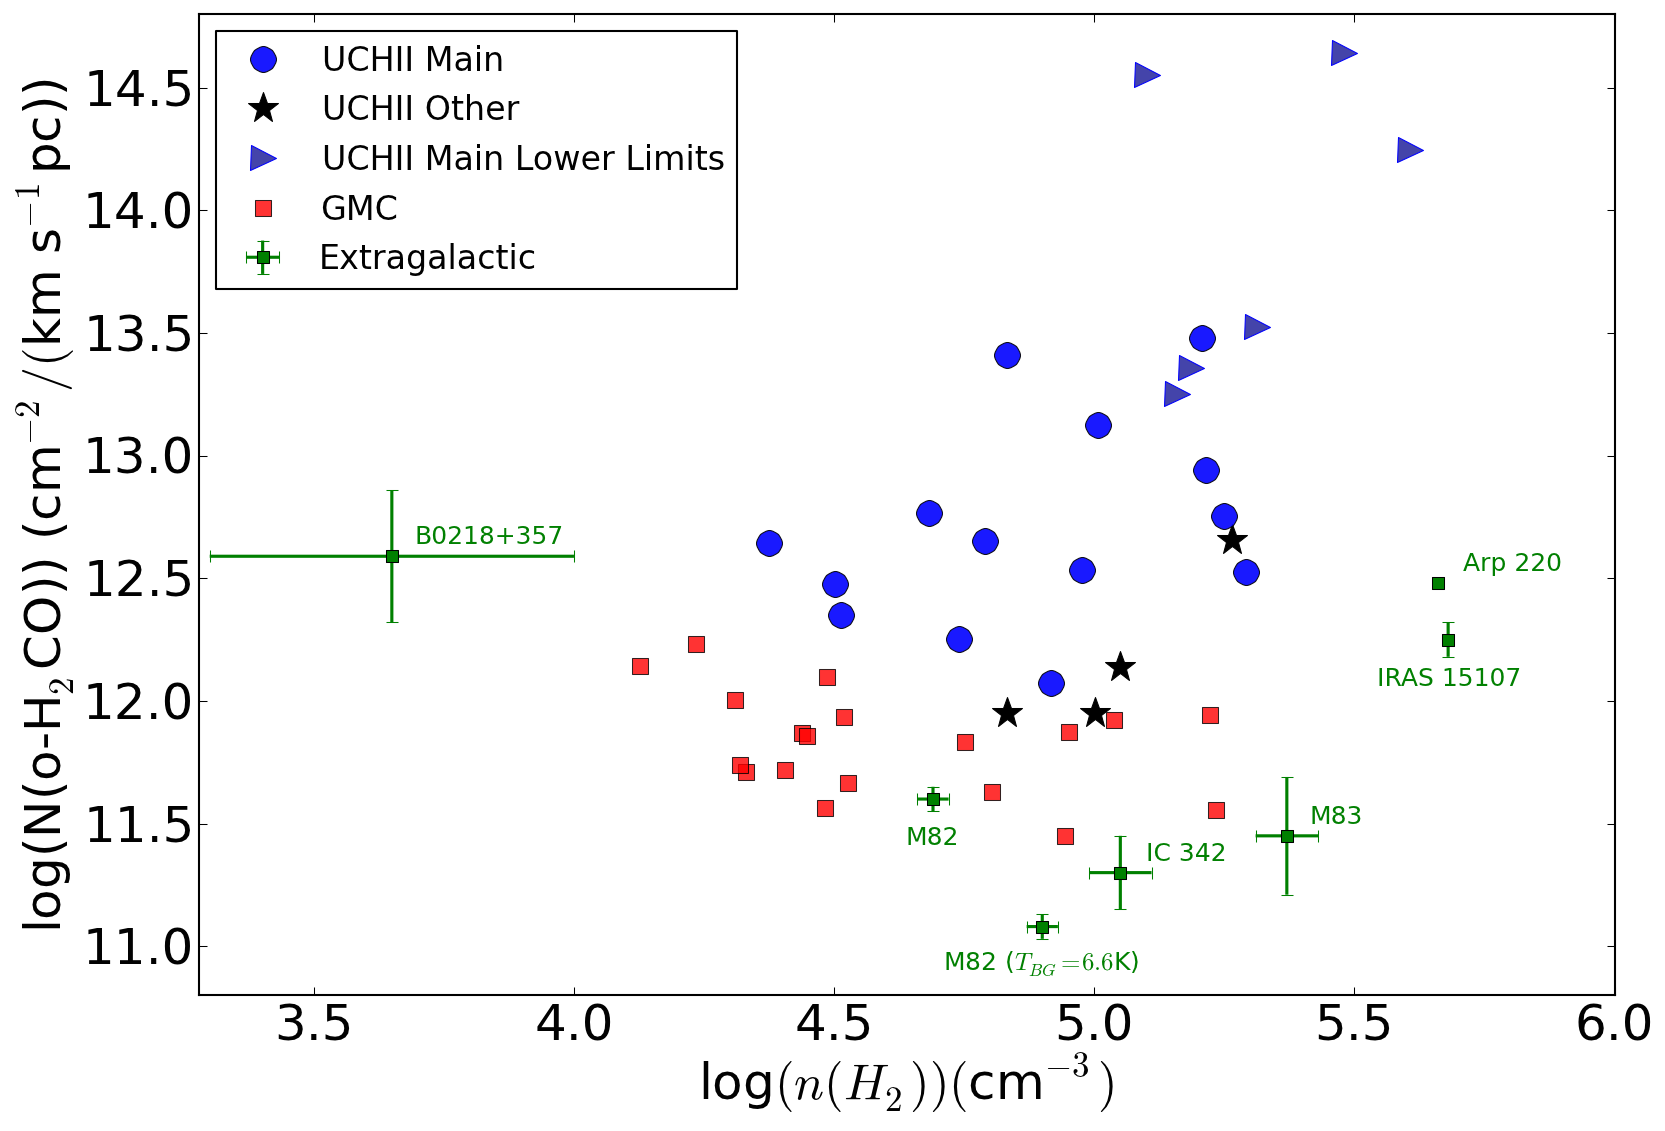 UCHII Main
UCHII Other
UCHII Main Lower Limits
GMC
Extragalactic
14.5
14.0
13.5
13.0
12.5
12.0
11.5
11.0
log(N(o-H₂CO)) (cm⁻²/(km s⁻¹pc))
B0218+357
Arp 220
IRAS 15107
M82
M83
IC 342
M82 (T_BG=6.6K)
3.5 4.0 4.5 5.0 5.5 6.0
log(n(H₂))(cm⁻³)